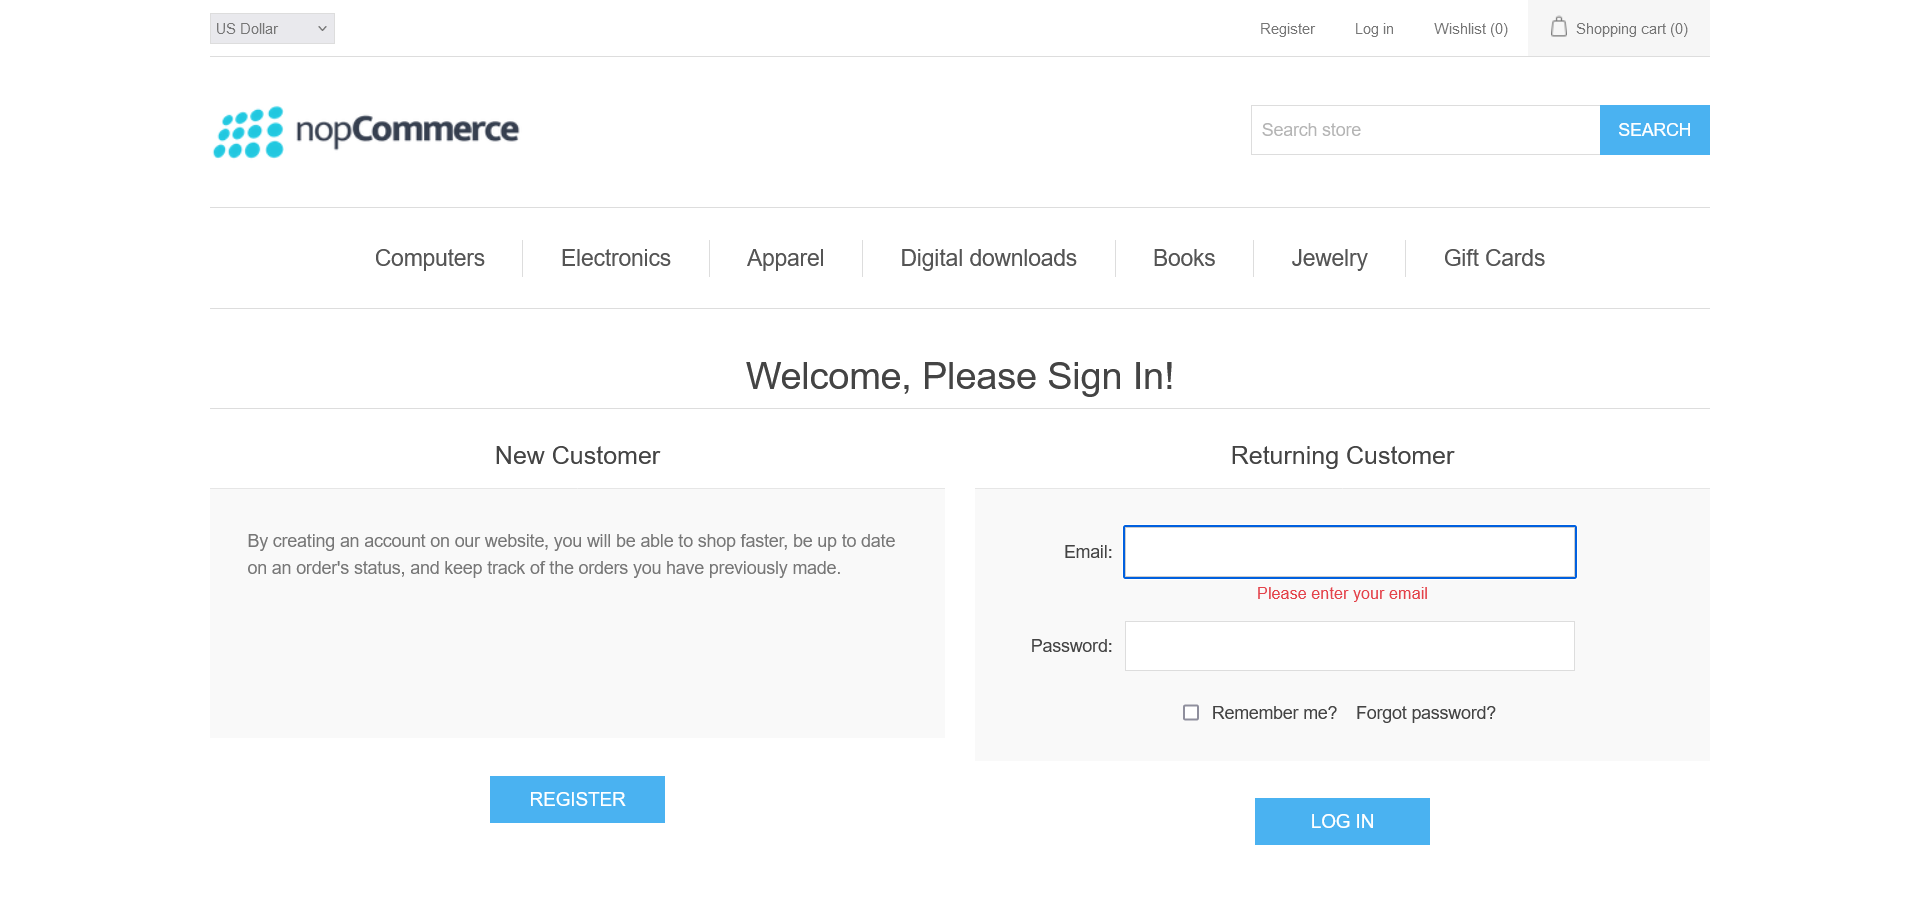 US Dollar
Register
Log in
Wishlist (0)
Shopping cart (0)
nopCommerce
Search store
SEARCH
Computers
Electronics
Apparel
Digital downloads
Books
Jewelry
Gift Cards
Welcome, Please Sign In!
New Customer
By creating an account on our website, you will be able to shop faster, be up to date
on an order's status, and keep track of the orders you have previously made.
REGISTER
Returning Customer
Email:
Please enter your email
Password:
Remember me?
Forgot password?
LOG IN